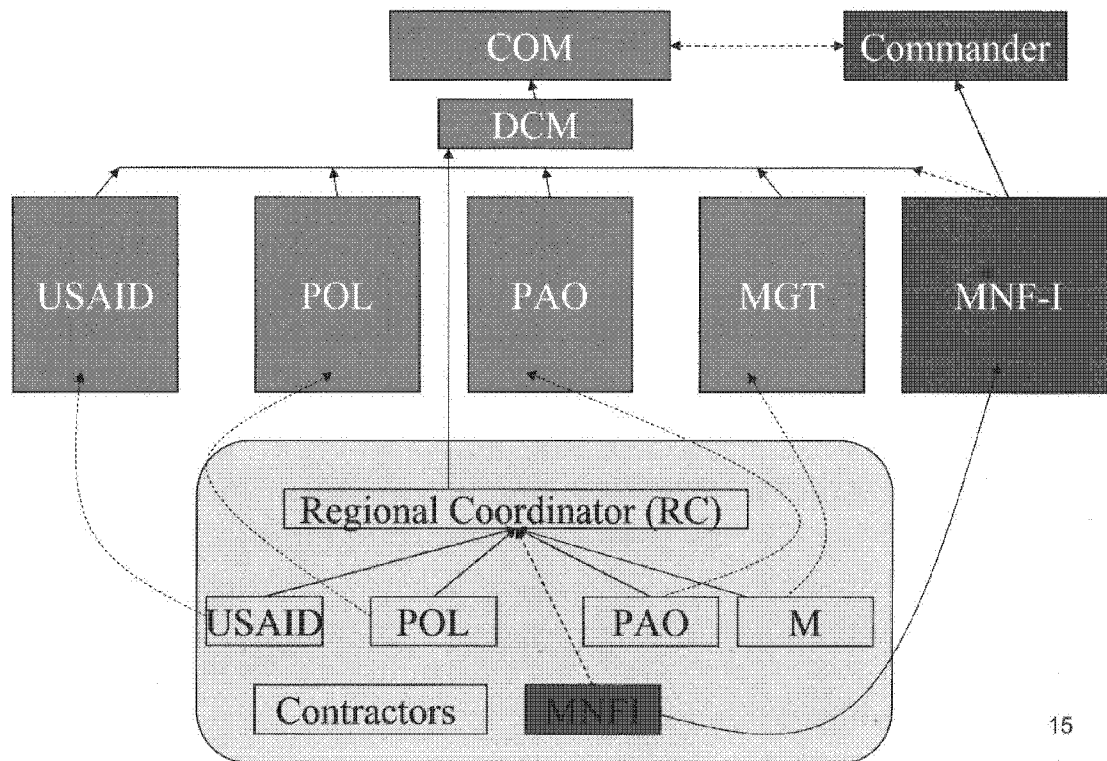 COM
Commander
DCM
USAID
POL
PAO
MGT
MNF-I
Regional Coordinator (RC)
USAID
POL
PAO
M
Contractors
MNFI
15